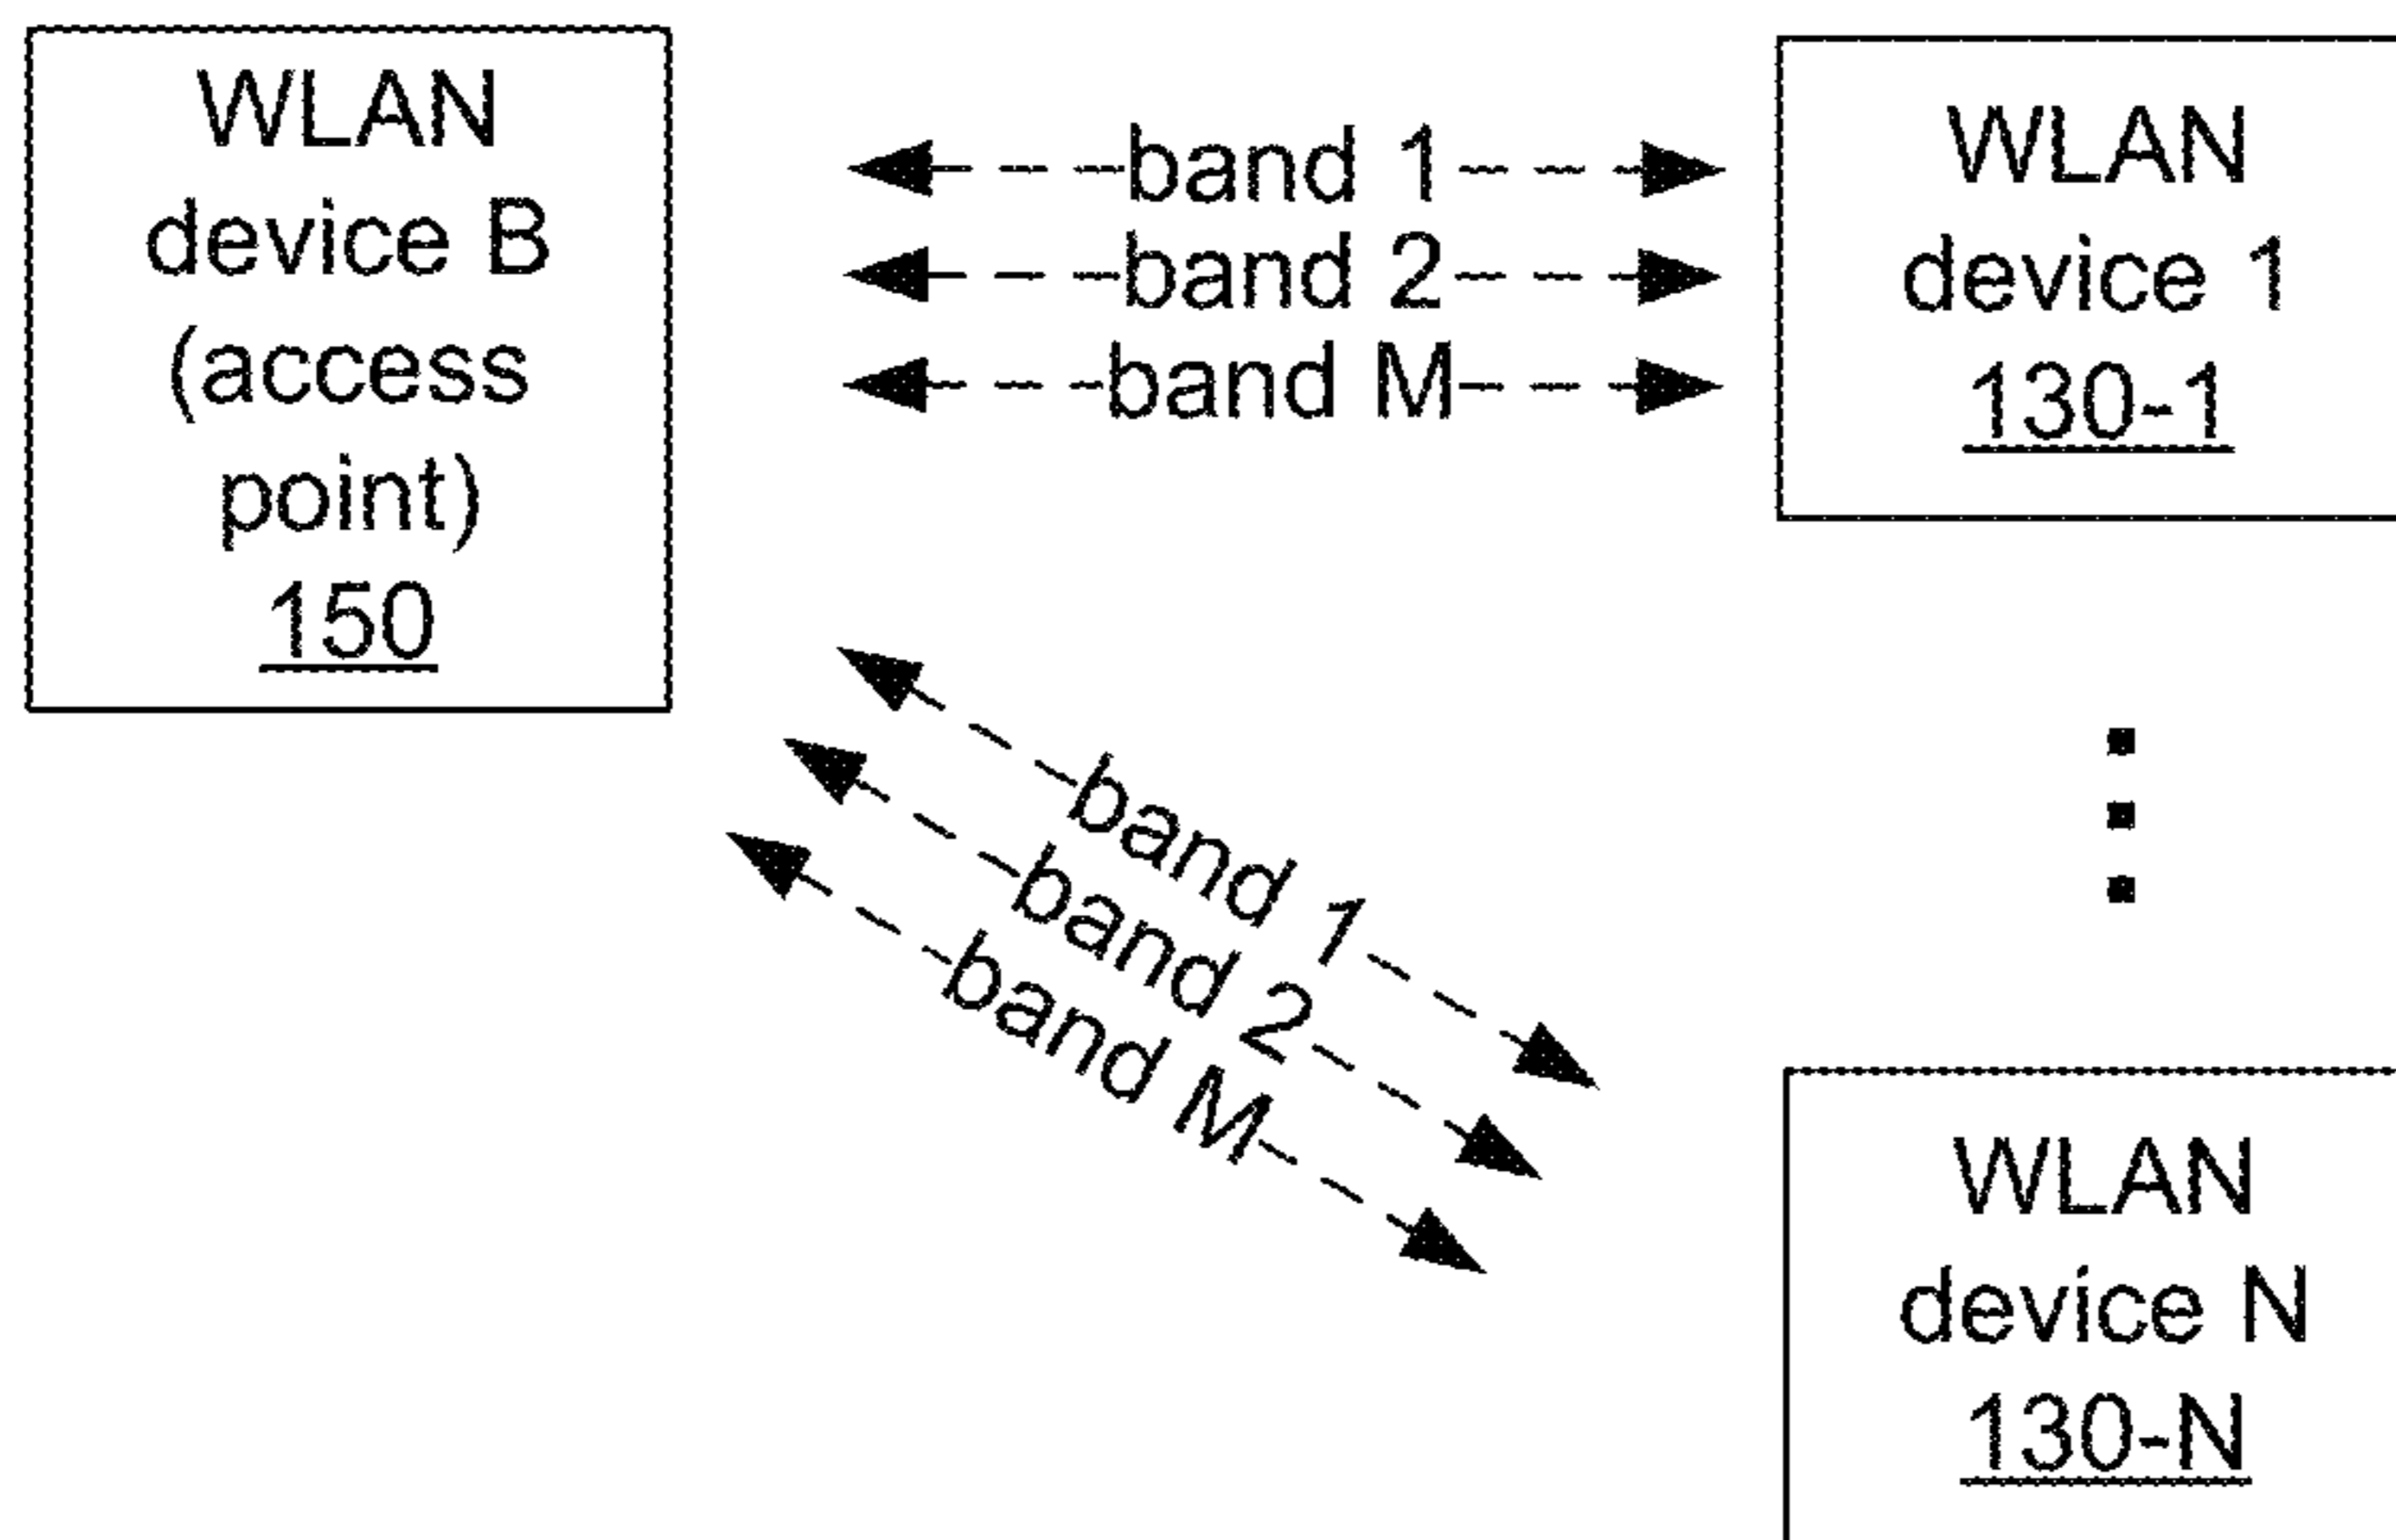 WLAN
device B
(access
point)
150
band 1
band 2
band M
WLAN
device 1
130-1
band 1
band 2
band M
WLAN
device N
130-N